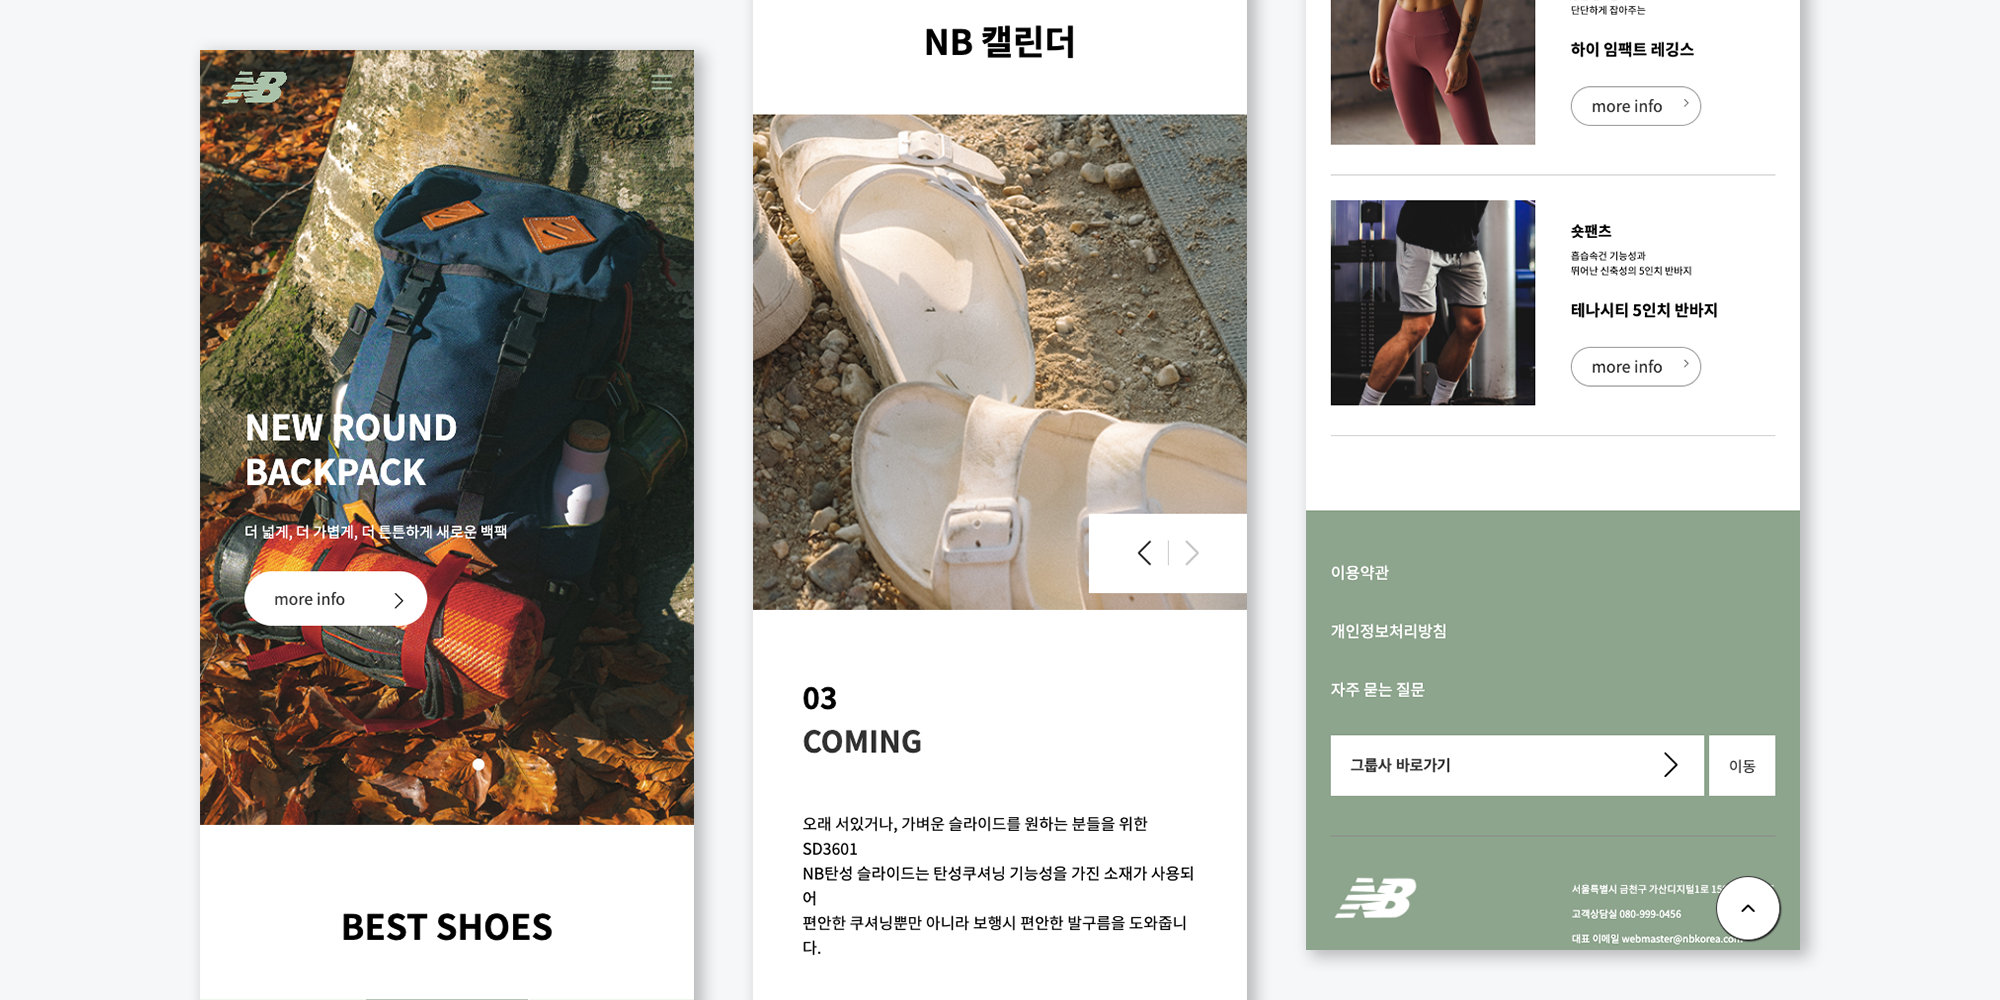 NB
NEW ROUND
BACKPACK
더 넓게, 더 가볍게, 더 튼튼하게 새로운 백팩
more info
BEST SHOES
NB 캘린더
03
COMING
오래 서있거나, 가벼운 슬라이드를 원하는 분들을 위한
SD3601
NB탄성 슬라이드는 탄성쿠셔닝 기능성을 가진 소재가 사용되
어
편안한 쿠셔닝뿐만 아니라 보행시 편안한 발구름을 도와줍니
다.
단단하게 잡아주는
하이 임팩트 레깅스
more info
숏팬츠
흡습속건 기능성과
뛰어난 신축성의 5인치 반바지
테나시티 5인치 반바지
more info
이용약관
개인정보처리방침
자주 묻는 질문
그룹사 바로가기
이동
NB
서울특별시 금천구 가산디지털1로
고객상담실 080-999-0456
대표 이메일 webmaster@nbkorea.com